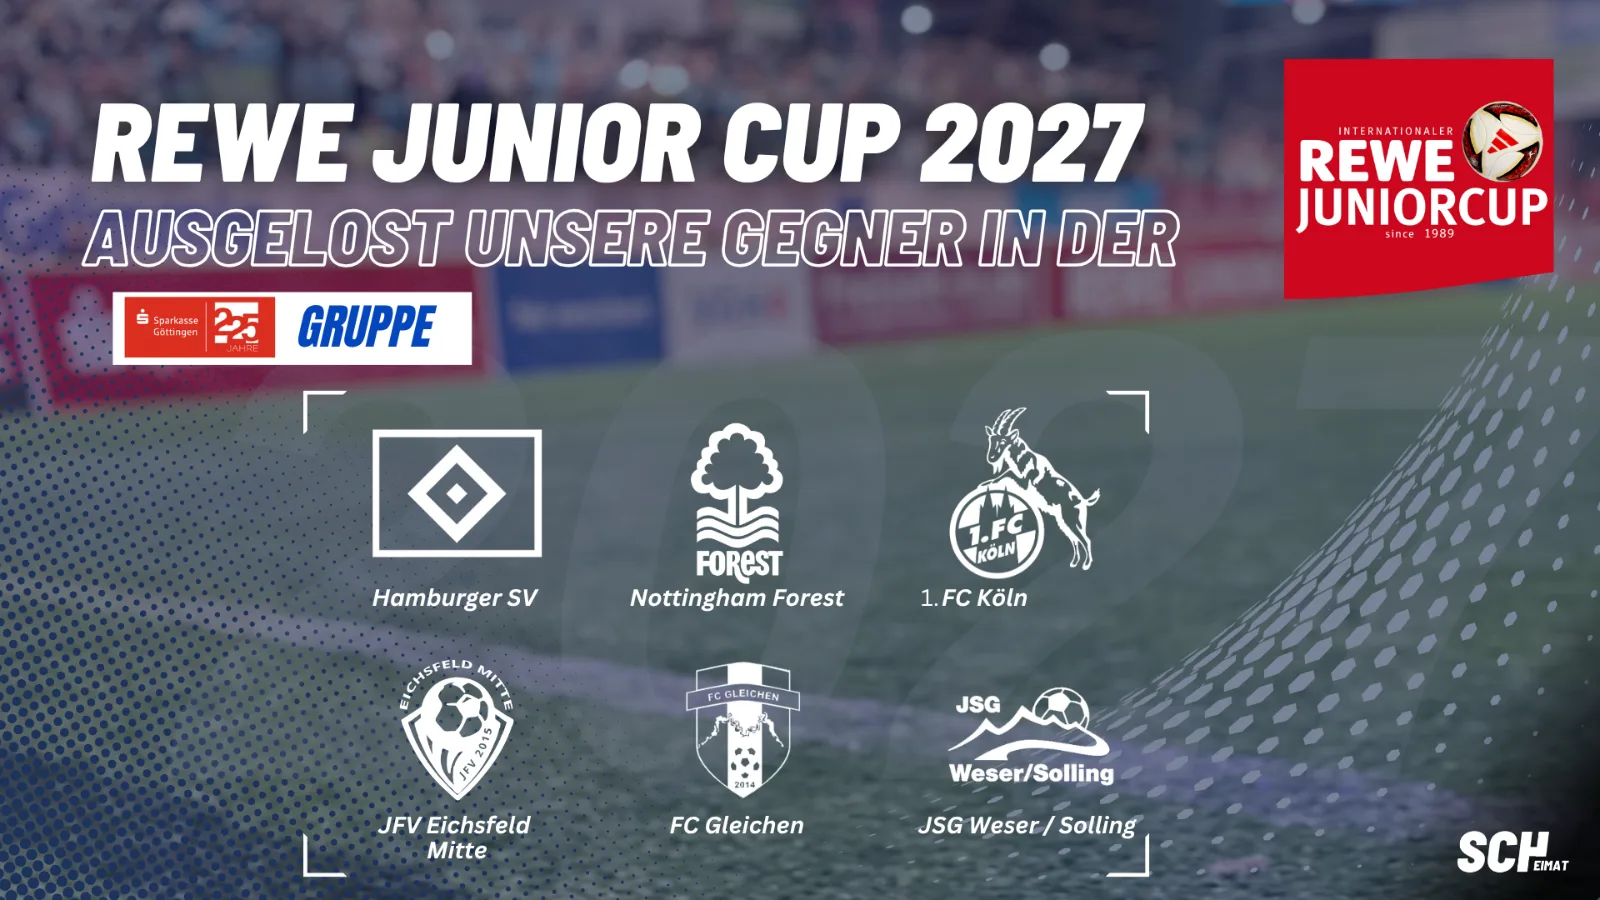 REWE JUNIOR CUP 2027
AUSGELOST UNSERE GEGNER IN DER
INTERNATIONALER
REWE
JUNIORCUP
since 1989
Sparkasse
Göttingen
225
JAHRE
GRUPPE
2027
FOREST
1.FC
KÖLN
Hamburger SV
Nottingham Forest
1.FC Köln
EICHSFELD MITTE
JFV 2015
FC GLEICHEN
2014
JSG
Weser/Solling
JFV Eichsfeld
Mitte
FC Gleichen
JSG Weser / Solling
SCHEIMAT